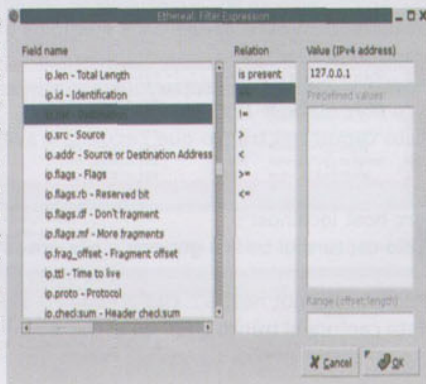 Ethereal: Filter Expression
Field name
ip.len - Total Length
ip.id - Identification
ip.src - Source
ip.addr - Source or Destination Address
ip.flags - Flags
ip.flags.rb - Reserved bit
ip.flags.df - Don't fragment
ip.flags.mf - More fragments
ip.frag_offset - Fragment offset
ip.ttl - Time to live
ip.proto - Protocol
ip.checksum - Header checksum
Relation
is present
!=
>
<
>=
<=
Value (IPv4 address)
127.0.0.1
Predefined values:
Range (offset:length)
Cancel
OK